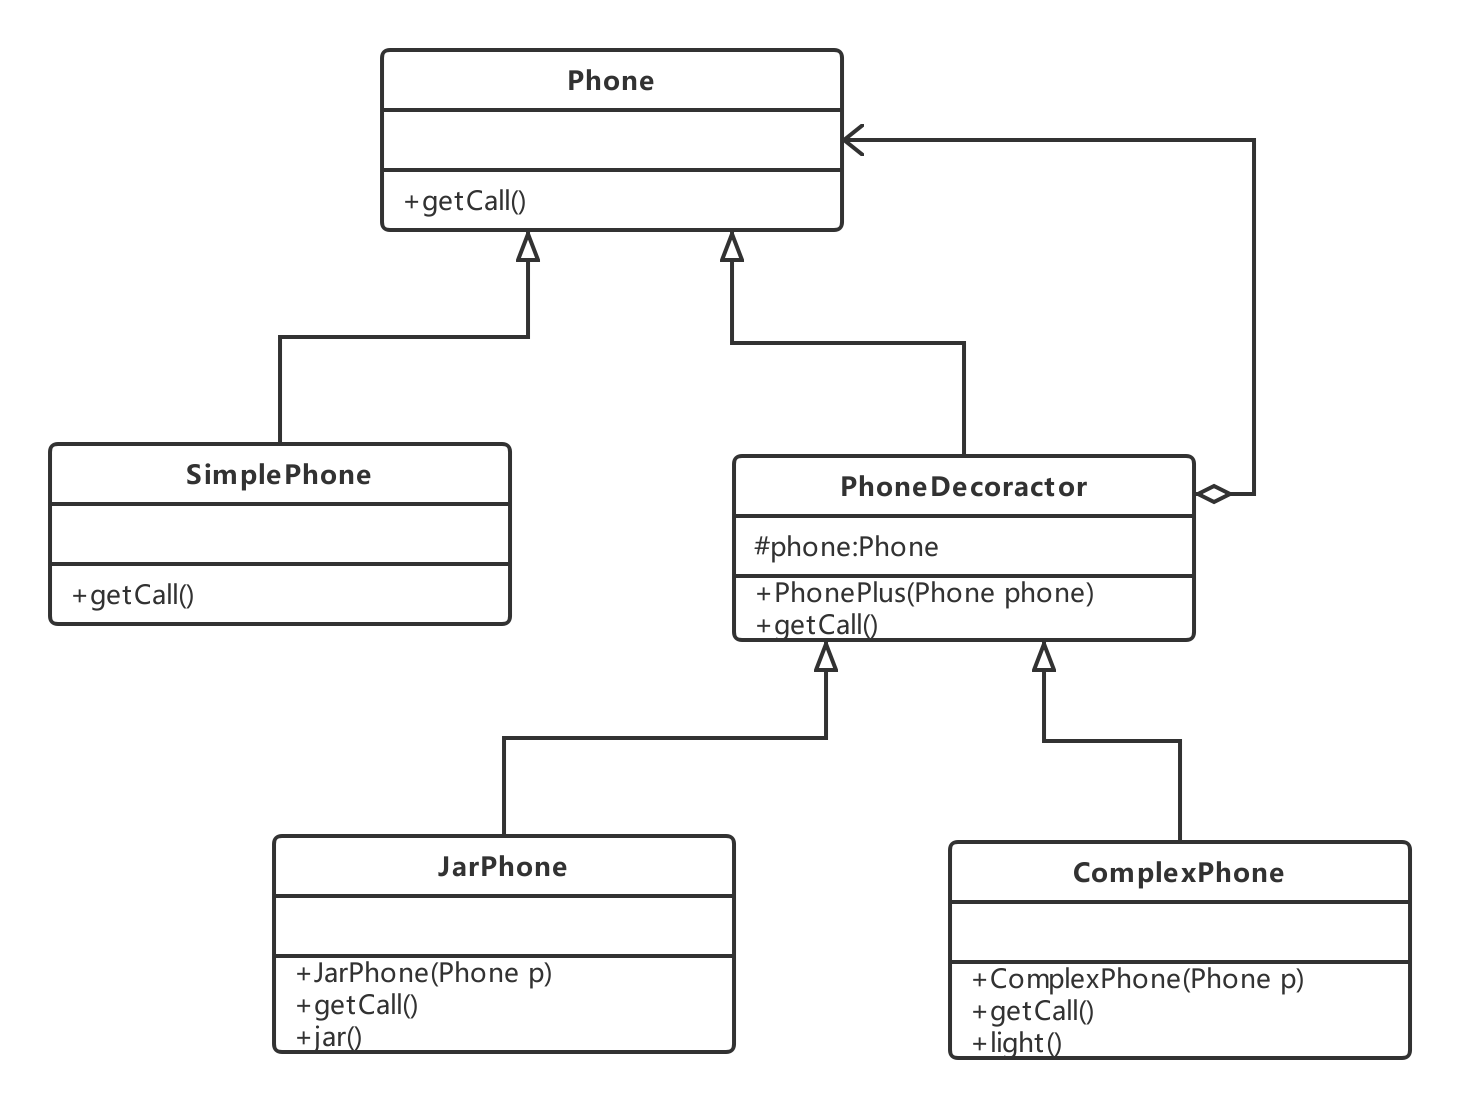 Phone
+getCall()
SimplePhone
+getCall()
PhoneDecoractor
#phone:Phone
+PhonePlus(Phone phone)
+getCall()
JarPhone
+JarPhone(Phone p)
+getCall()
+jar()
ComplexPhone
+ComplexPhone(Phone p)
+getCall()
+light()